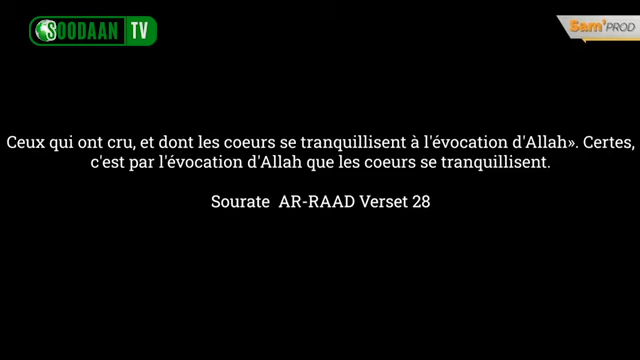 SOODAAN TV
Sam'PROD
Ceux qui ont cru, et dont les coeurs se tranquillisent à l'évocation d'Allah». Certes,
c'est par l'évocation d'Allah que les coeurs se tranquillisent.
Sourate AR-RAAD Verset 28